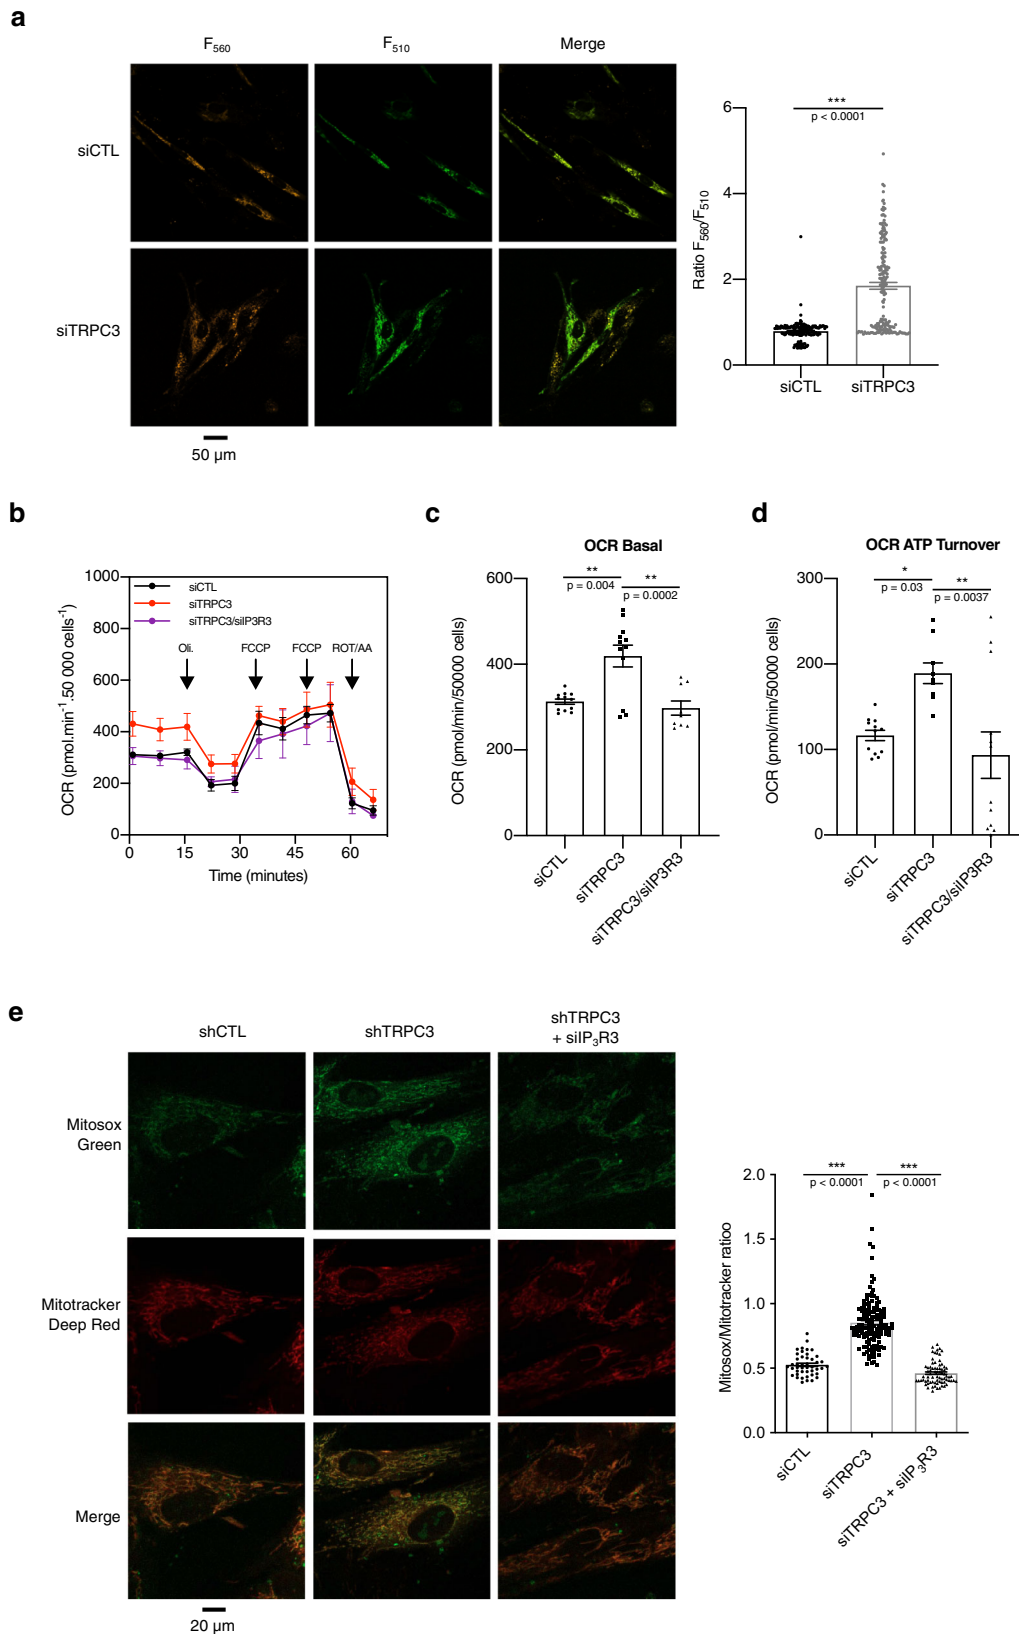 a
F560
F510
Merge
siCTL
siTRPC3
50 µm
Ratio F560/F510
6
4
2
0
***
p < 0.0001
siCTL
siTRPC3
b
OCR (pmol.min-1.50 000 cells-1)
1000
800
600
400
200
0
siCTL
siTRPC3
siTRPC3/siIP3R3
Oli.
FCCP
FCCP
ROT/AA
0
15
30
45
60
Time (minutes)
c
OCR Basal
OCR (pmol/min/50000 cells)
600
400
200
0
**
p = 0.004
**
p = 0.0002
siCTL
siTRPC3
siTRPC3/siIP3R3
d
OCR ATP Turnover
OCR (pmol/min/50000 cells)
300
200
100
0
*
p = 0.03
**
p = 0.0037
siCTL
siTRPC3
siTRPC3/siIP3R3
e
shCTL
shTRPC3
shTRPC3
+ siIP3R3
Mitosox
Green
Mitotracker
Deep Red
Merge
20 µm
Mitosox/Mitotracker ratioo
2.0
1.5
1.0
0.5
0.0
***
p < 0.0001
***
p < 0.0001
siCTL
siTRPC3
siTRPC3 + siIP3R3